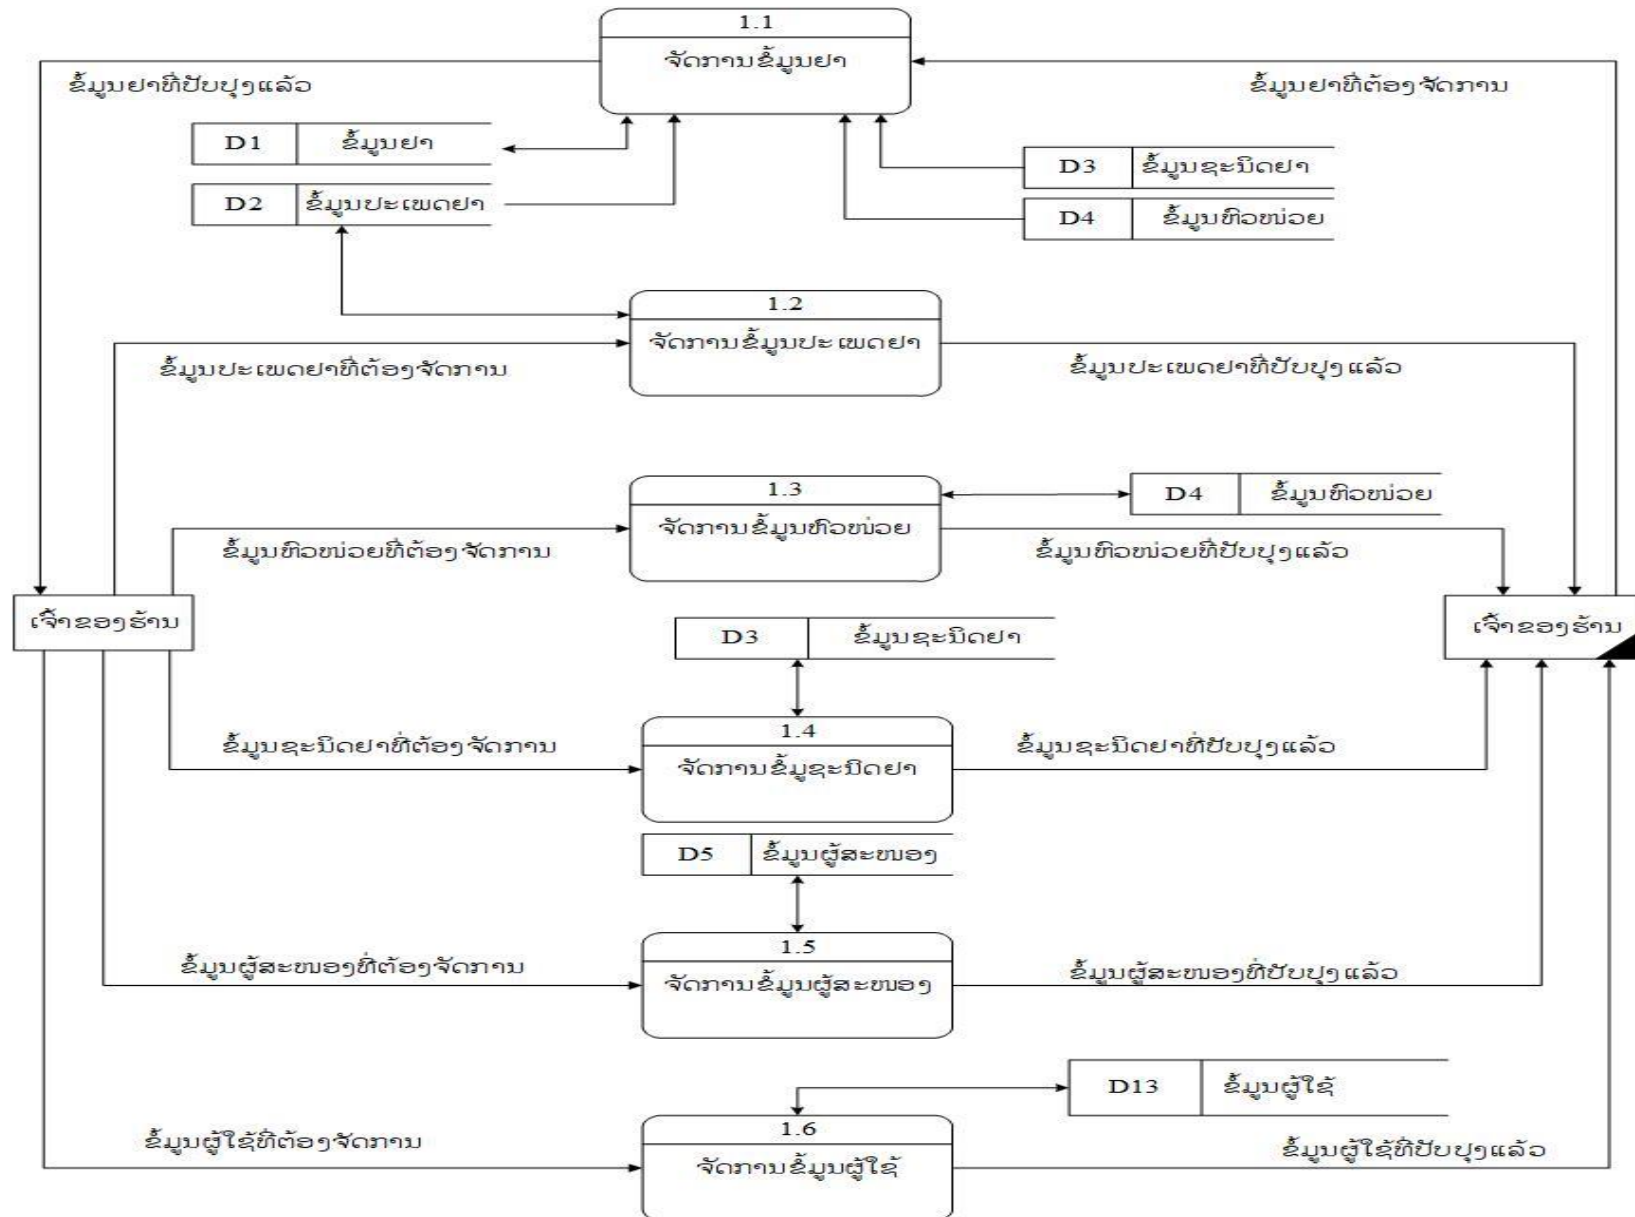 1.1
ຈັດການຂໍ້ມູນຢາ
ຂໍ້ມູນຢາທີ່ປັບປຸງແລ້ວ
ຂໍ້ມູນຢາທີ່ຕ້ອງຈັດການ
D1 ຂໍ້ມູນຢາ
D3 ຂໍ້ມູນຊະນິດຢາ
D2 ຂໍ້ມູນປະເພດຢາ
D4 ຂໍ້ມູນຫົວໜ່ວຍ
1.2
ຈັດການຂໍ້ມູນປະເພດຢາ
ຂໍ້ມູນປະເພດຢາທີ່ຕ້ອງຈັດການ
ຂໍ້ມູນປະເພດຢາທີ່ປັບປຸງແລ້ວ
1.3
D4 ຂໍ້ມູນຫົວໜ່ວຍ
ຈັດການຂໍ້ມູນຫົວໜ່ວຍ
ຂໍ້ມູນຫົວໜ່ວຍທີ່ຕ້ອງຈັດການ
ຂໍ້ມູນຫົວໜ່ວຍທີ່ປັບປຸງແລ້ວ
ເຈົ້າຂອງຮ້ານ
ເຈົ້າຂອງຮ້ານ
D3 ຂໍ້ມູນຊະນິດຢາ
1.4
ຈັດການຂໍ້ມູຊະນິດຢາ
ຂໍ້ມູນຊະນິດຢາທີ່ຕ້ອງຈັດການ
ຂໍ້ມູນຊະນິດຢາທີ່ປັບປຸງແລ້ວ
D5 ຂໍ້ມູນຜູ້ສະໜອງ
1.5
ຈັດການຂໍ້ມູນຜູ້ສະໜອງ
ຂໍ້ມູນຜູ້ສະໜອງທີ່ຕ້ອງຈັດການ
ຂໍ້ມູນຜູ້ສະໜອງທີ່ປັບປຸງແລ້ວ
D13 ຂໍ້ມູນຜູ້ໃຊ້
1.6
ຈັດການຂໍ້ມູນຜູ້ໃຊ້
ຂໍ້ມູນຜູ້ໃຊ້ທີ່ຕ້ອງຈັດການ
ຂໍ້ມູນຜູ້ໃຊ້ທີ່ປັບປຸງແລ້ວ